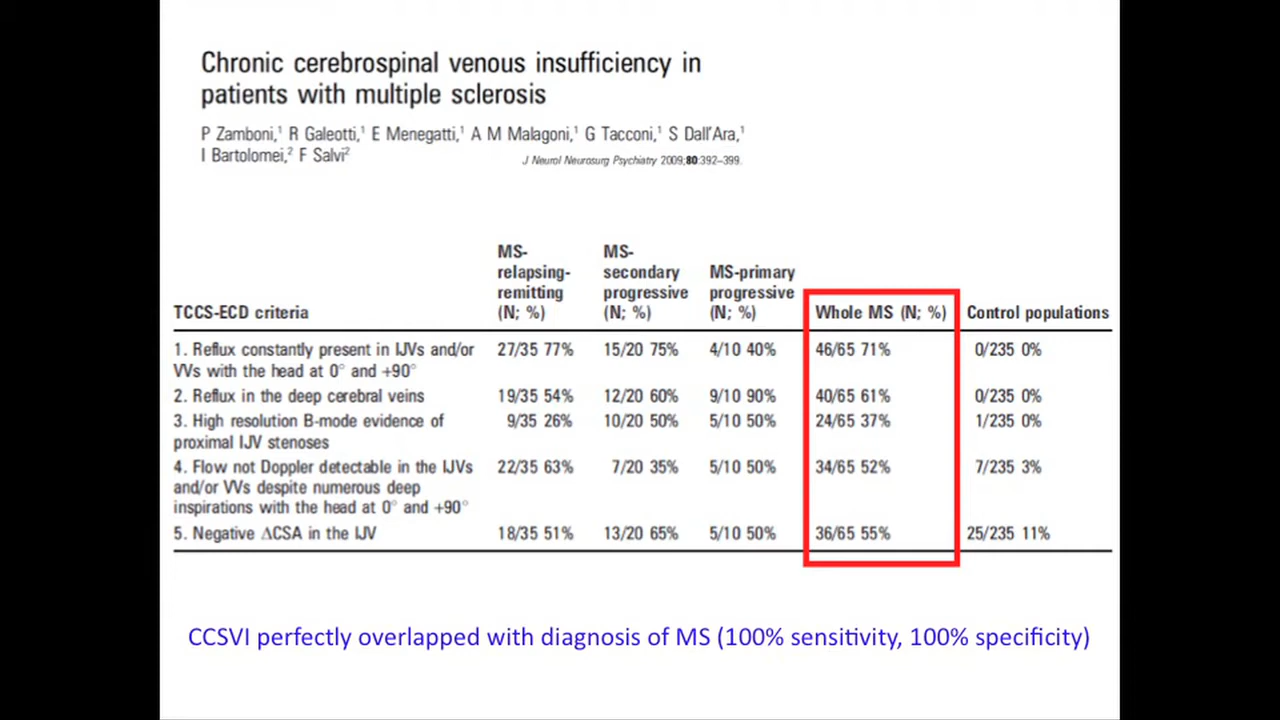 Chronic cerebrospinal venous insufficiency in
patients with multiple sclerosis
P Zamboni,¹ R Galeotti,¹ E Menegatti,¹ A M Malagoni,¹ G Tacconi,¹ S Dall'Ara,¹
I Bartolomei,² F Salvi²
J Neurol Neurosurg Psychiatry 2009;80:392–399.
TCCS-ECD criteria
MS-
relapsing-
remitting
(N; %)
MS-
secondary
progressive
(N; %)
MS-primary
progressive
(N; %)
Whole MS (N; %)
Control populations
1. Reflux constantly present in IJVs and/or
VVs with the head at 0° and +90°
27/35 77%
15/20 75%
4/10 40%
46/65 71%
0/235 0%
2. Reflux in the deep cerebral veins
19/35 54%
12/20 60%
9/10 90%
40/65 61%
0/235 0%
3. High resolution B-mode evidence of
proximal IJV stenoses
9/35 26%
10/20 50%
5/10 50%
24/65 37%
1/235 0%
4. Flow not Doppler detectable in the IJVs
and/or VVs despite numerous deep
inspirations with the head at 0° and +90°
22/35 63%
7/20 35%
5/10 50%
34/65 52%
7/235 3%
5. Negative ΔCSA in the IJV
18/35 51%
13/20 65%
5/10 50%
36/65 55%
25/235 11%
CCSVI perfectly overlapped with diagnosis of MS (100% sensitivity, 100% specificity)